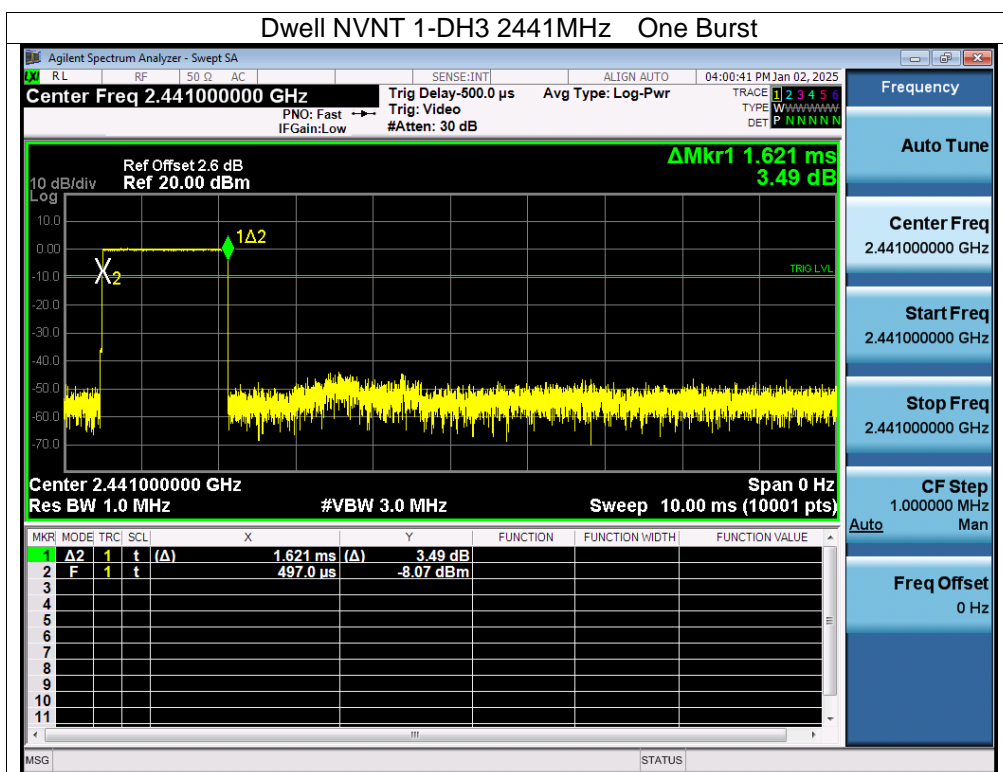 Dwell NVNT 1-DH3 2441MHz One Burst
Agilent Spectrum Analyzer - Swept SA
LXI RL RF 50 Ω AC SENSE:INT ALIGN AUTO 04:00:41 PM Jan 02, 2025
Center Freq 2.441000000 GHz Trig Delay-500.0 µs Avg Type: Log-Pwr TRACE 1 2 3 4 5 6
PNO: Fast Trig: Video TYPE WWWWWW
IFGain:Low #Atten: 30 dB DET P N N N N N
ΔMkr1 1.621 ms
3.49 dB
Ref Offset 2.6 dB
10 dB/div Ref 20.00 dBm
Log
10.0
0.00
-10.0
-20.0
-30.0
-40.0
-50.0
-60.0
-70.0
1Δ2
2
TRIG LVL
Center 2.441000000 GHz Span 0 Hz
Res BW 1.0 MHz #VBW 3.0 MHz Sweep 10.00 ms (10001 pts)
MKR MODE TRC SCL X Y FUNCTION FUNCTION WIDTH FUNCTION VALUE
1 Δ2 1 t (Δ) 1.621 ms (Δ) 3.49 dB
2 F 1 t 497.0 µs -8.07 dBm
3
4
5
6
7
8
9
10
11
MSG STATUS
Frequency
Auto Tune
Center Freq
2.441000000 GHz
Start Freq
2.441000000 GHz
Stop Freq
2.441000000 GHz
CF Step
1.000000 MHz
Auto Man
Freq Offset
0 Hz